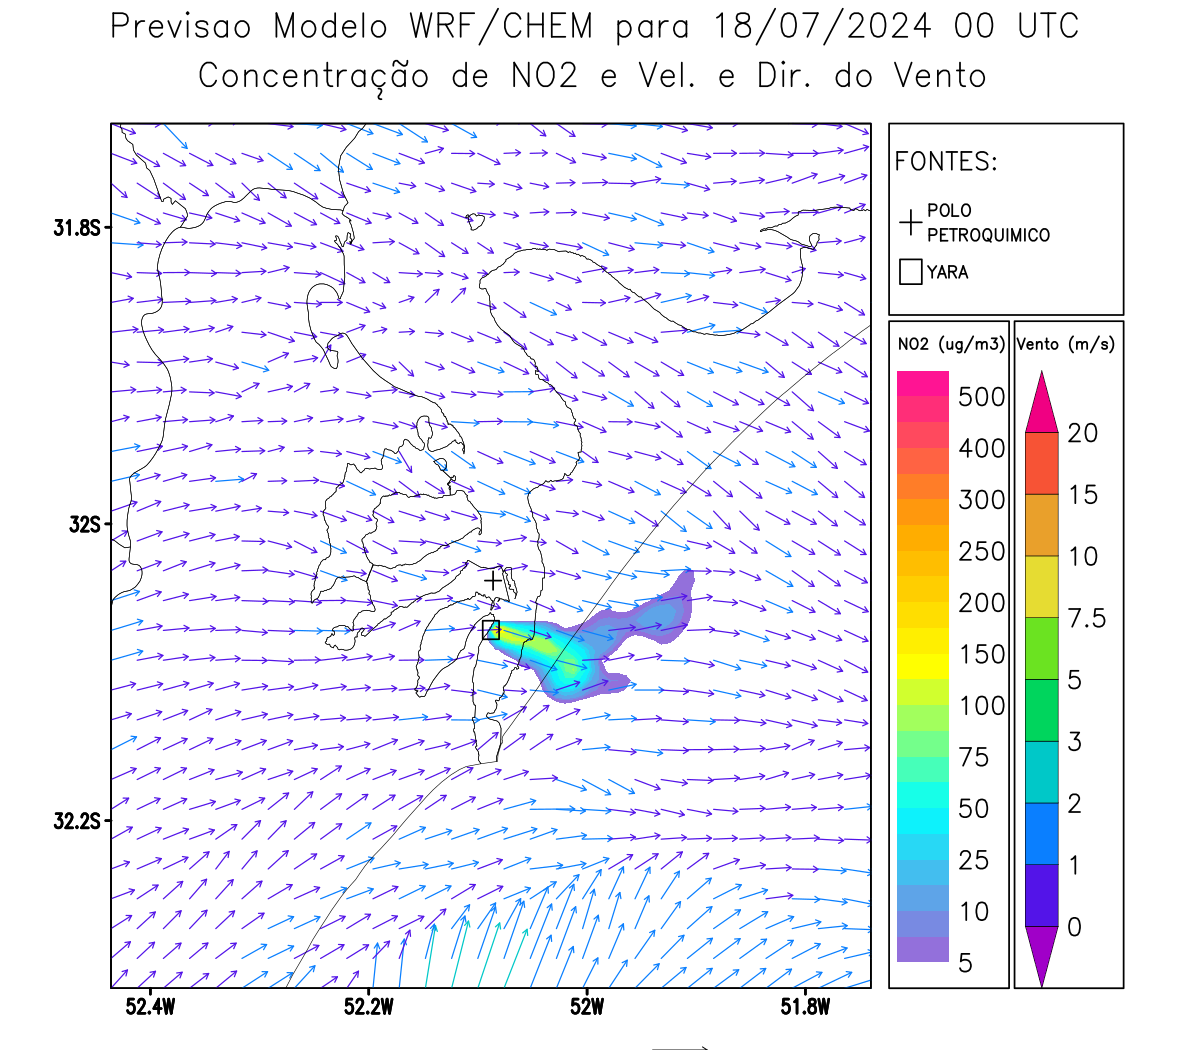 Previsao Modelo WRF/CHEM para 18/07/2024 00 UTC
Concentração de NO2 e Vel. e Dir. do Vento
FONTES:
POLO
PETROQUIMICO
YARA
NO2 (ug/m3)
500
400
300
250
200
150
100
75
50
25
10
5
Vento (m/s)
20
15
10
7.5
5
3
2
1
0
31.8S
32S
32.2S
52.4W
52.2W
52W
51.8W